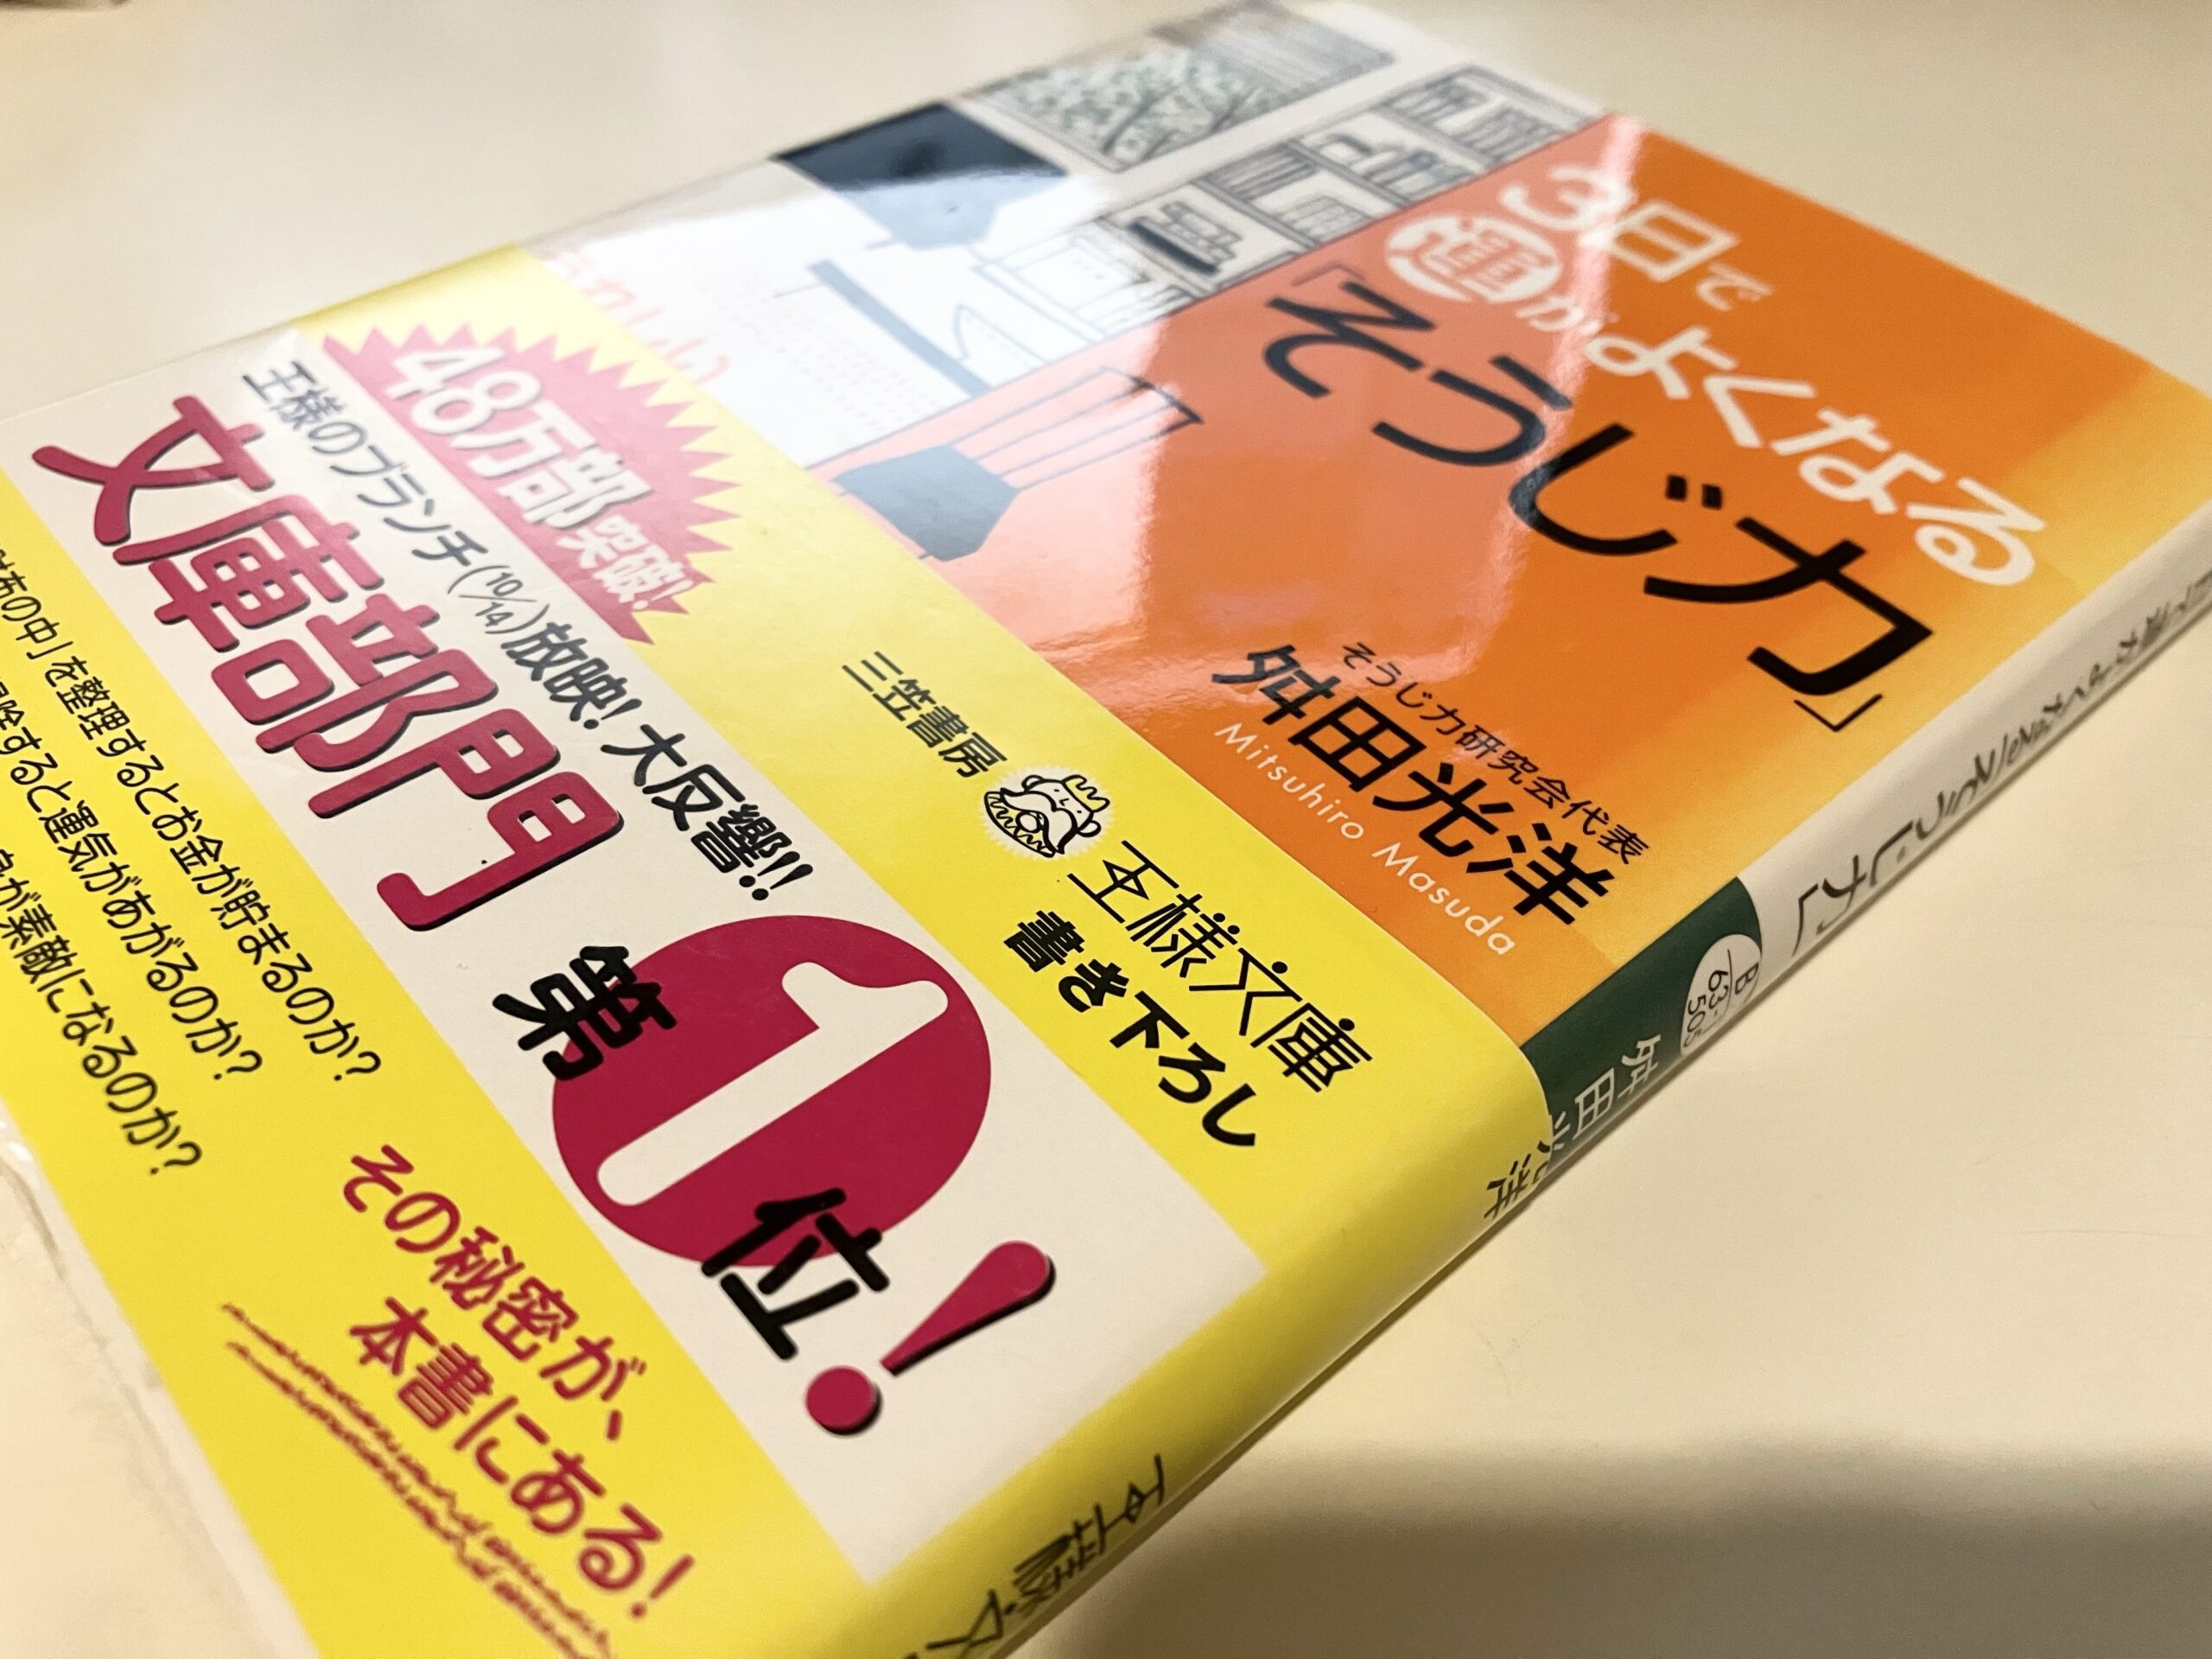 3日で
運がよくなる
「そうじ力」
そうじ力研究会代表
舛田光洋
Mitsuhiro Masuda
三笠書房
王様文庫
書き下ろし
48万部突破!
王様のブランチ(10/14)放映! 大反響!!
文庫部門
第1位!
の中」を整理するとお金が貯まるのか?
除すると運気があがるのか?
が素敵になるのか?
その秘密が、
本書にある!
運がよくなる「そうじ力」
B
63-1
505
舛田光洋
王様文